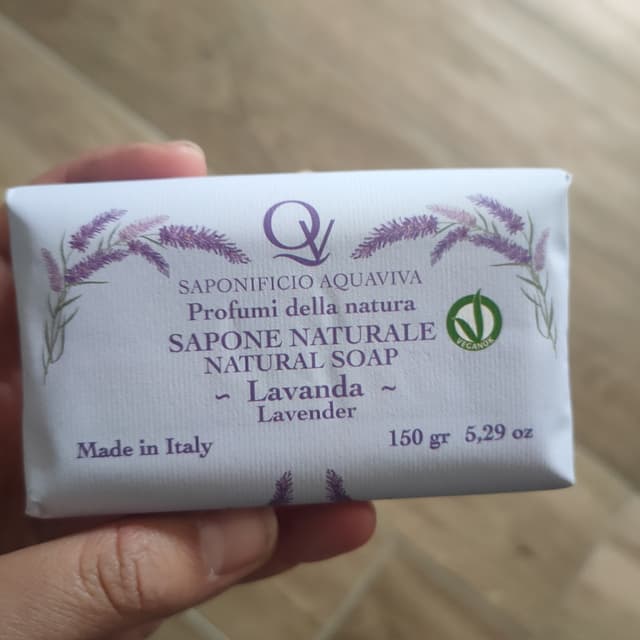 QV
SAPONIFICIO AQUAVIVA
Profumi della natura
SAPONE NATURALE
NATURAL SOAP
~ Lavanda ~
Lavender
VEGANOK
Made in Italy
150 gr 5,29 oz